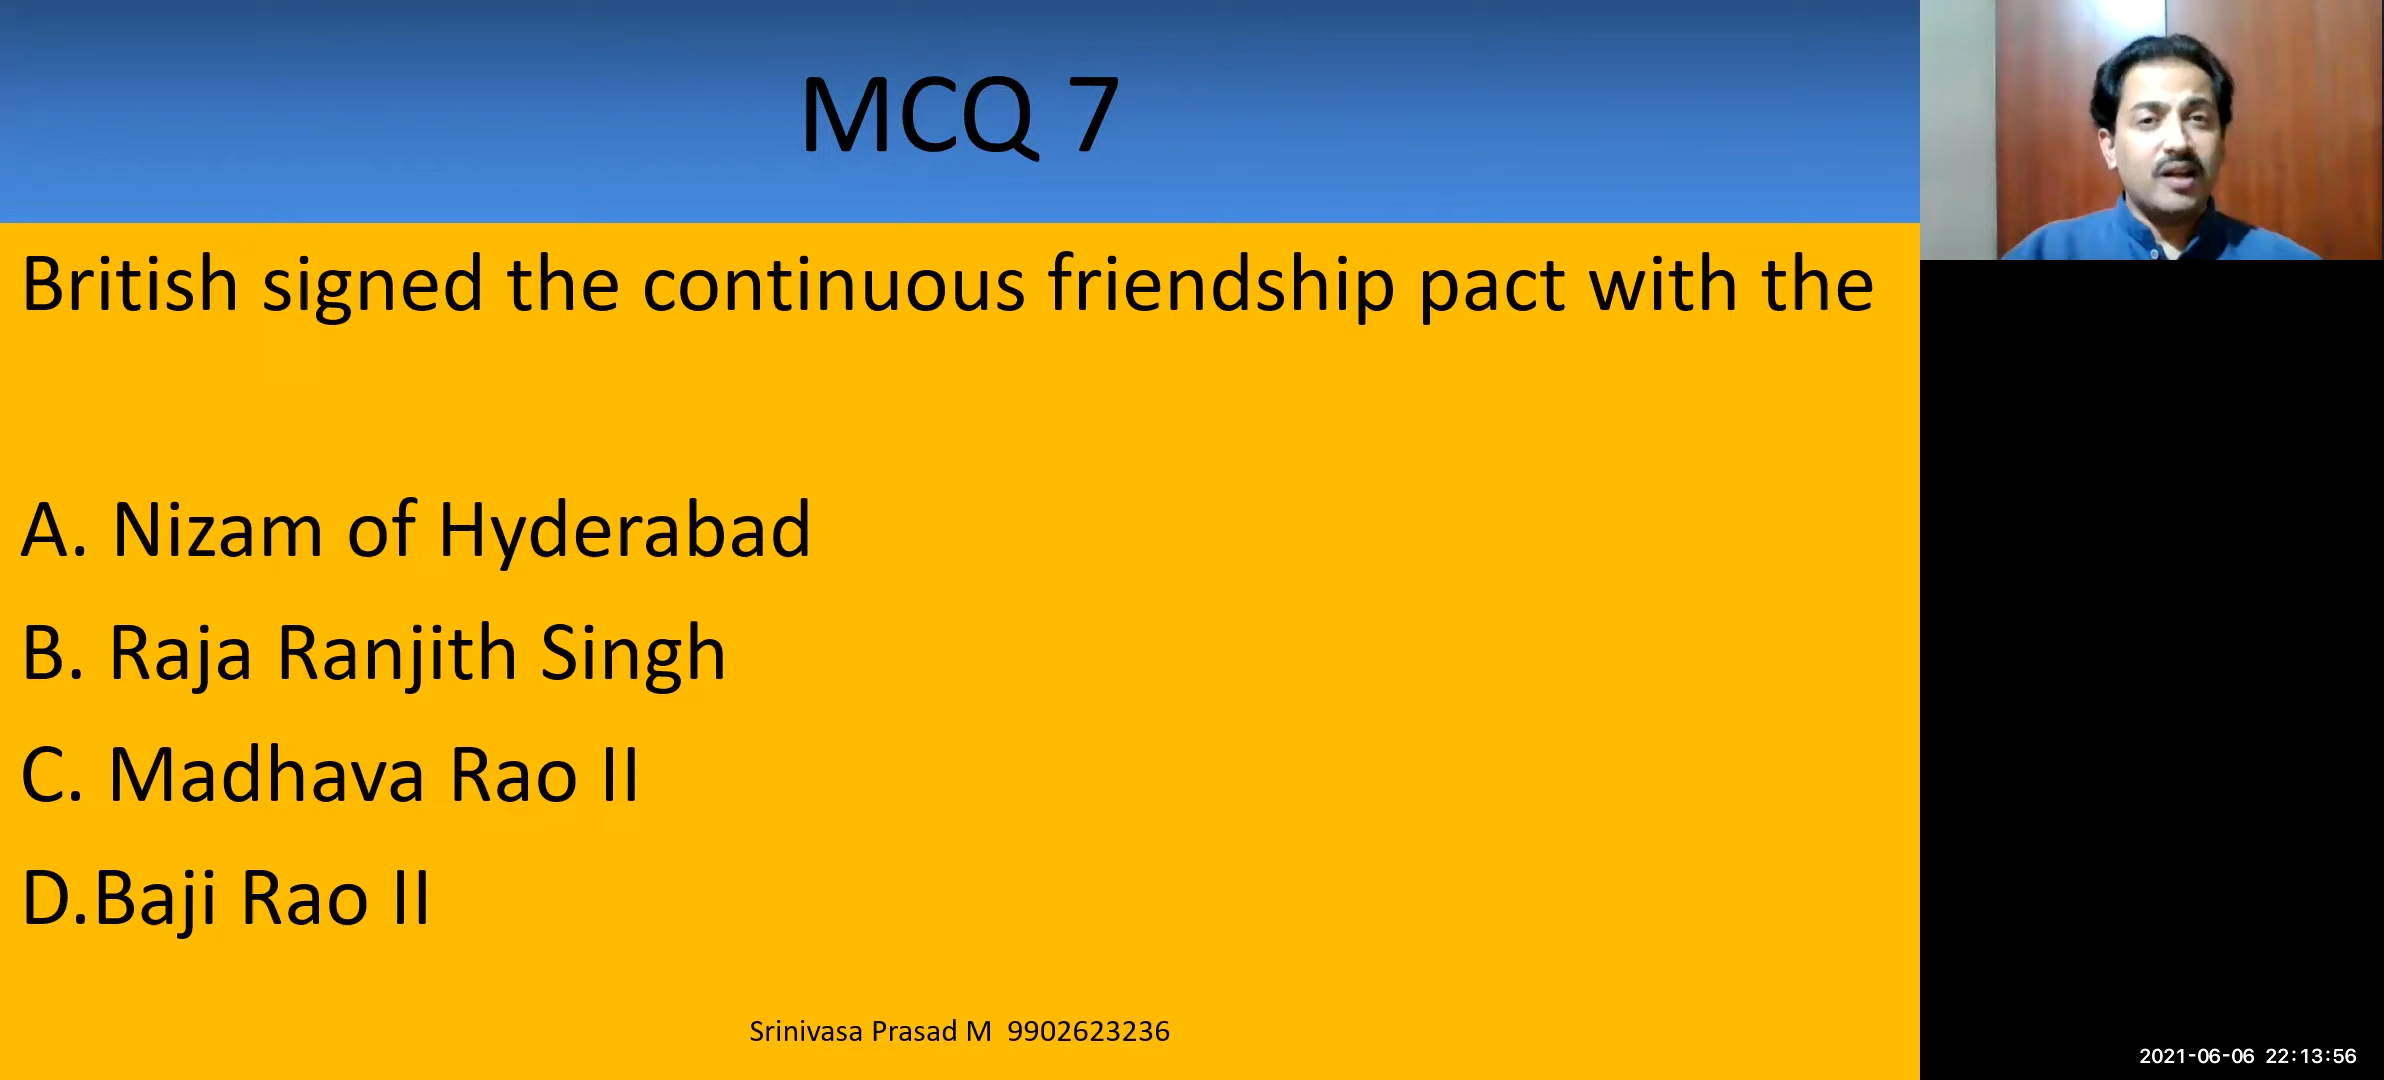 MCQ 7
British signed the continuous friendship pact with the
A. Nizam of Hyderabad
B. Raja Ranjith Singh
C. Madhava Rao II
D.Baji Rao II
Srinivasa Prasad M  9902623236
2021-06-06 22:13:56